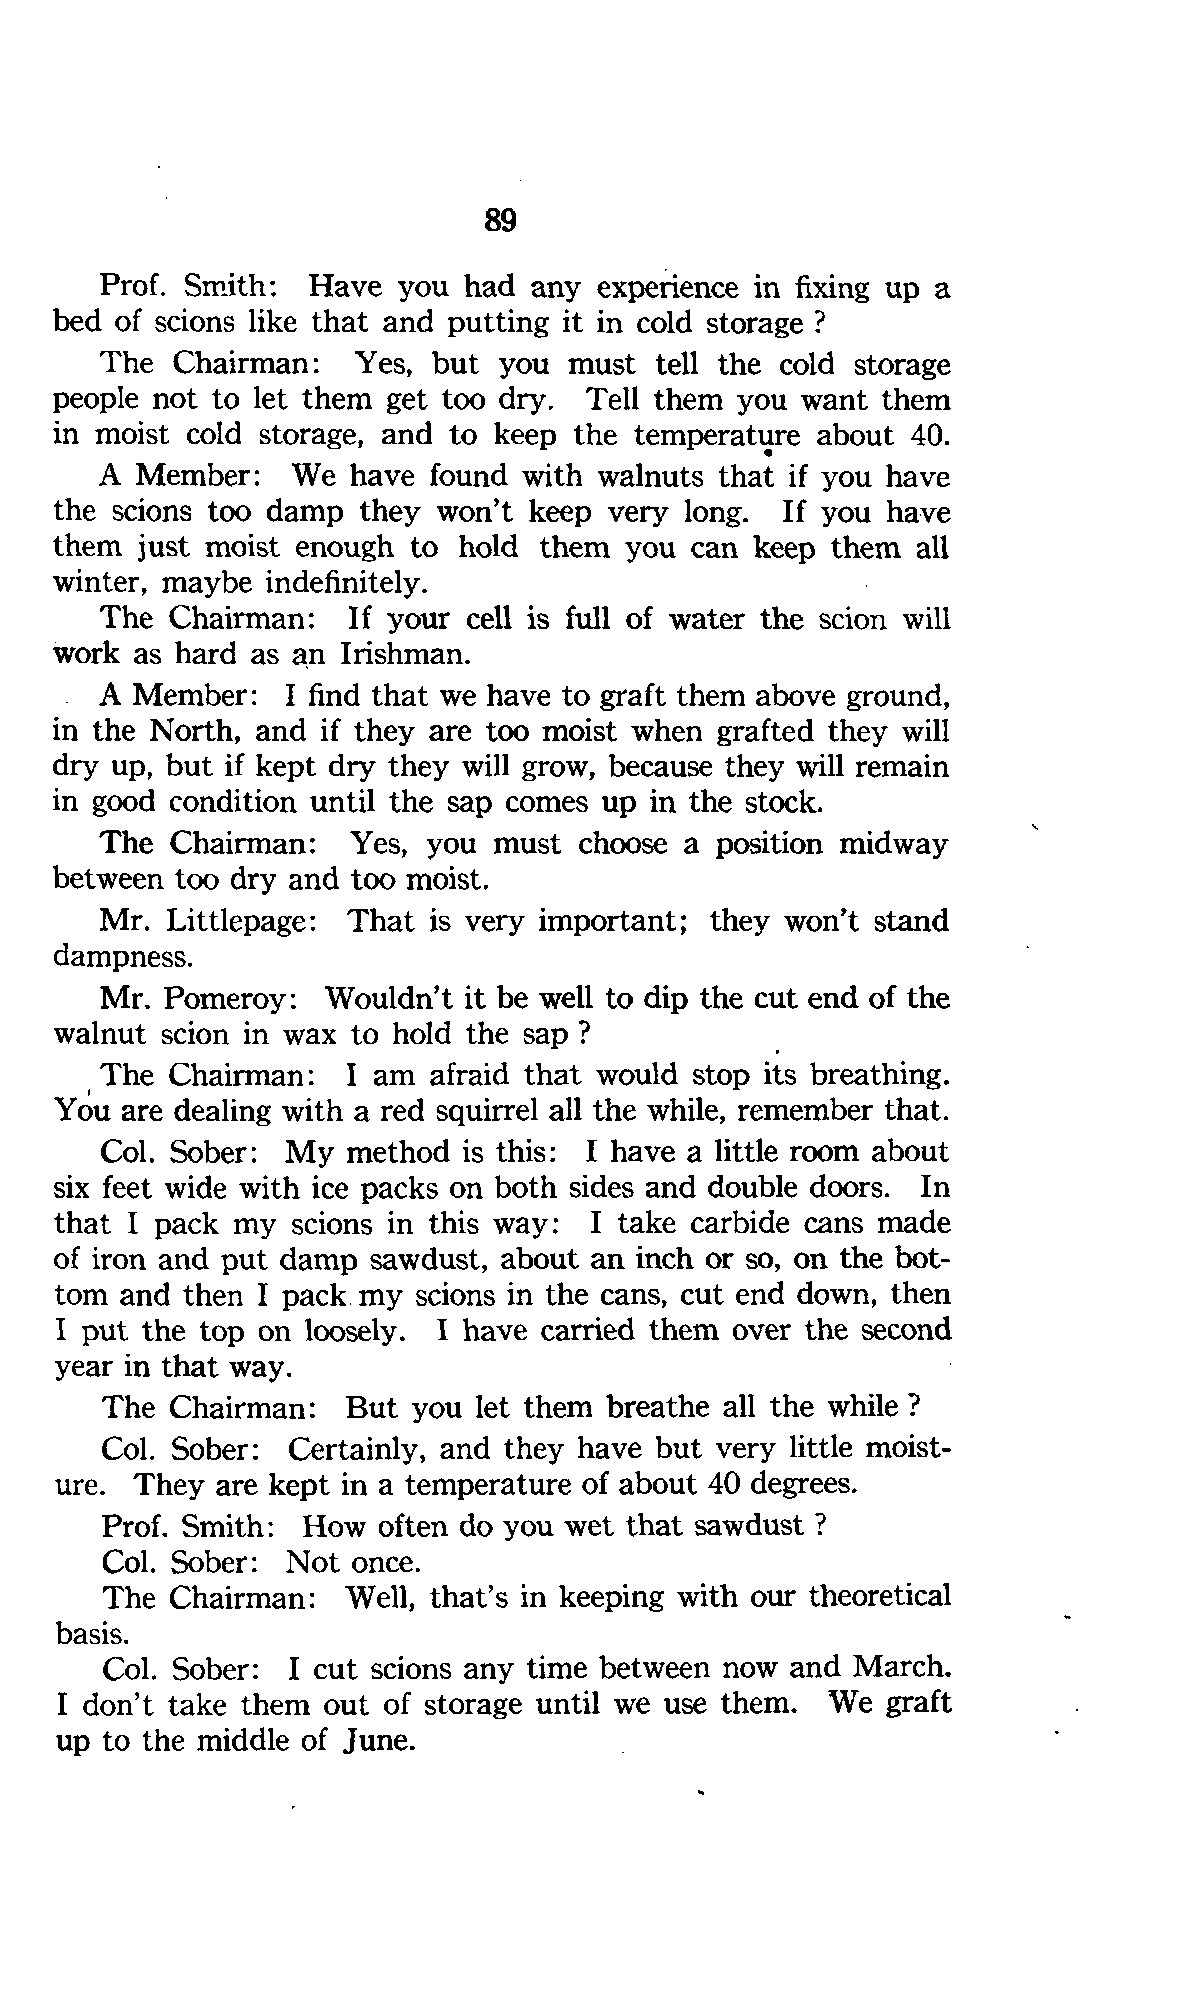 89
Prof. Smith: Have you had any experience in fixing up a
bed of scions like that and putting it in cold storage ?
The Chairman: Yes, but you must tell the cold storage
people not to let them get too dry. Tell them you want them
in moist cold storage, and to keep the temperature about 40.
A Member: We have found with walnuts that if you have
the scions too damp they won't keep very long. If you have
them just moist enough to hold them you can keep them all
winter, maybe indefinitely.
The Chairman: If your cell is full of water the scion will
work as hard as an Irishman.
A Member: I find that we have to graft them above ground,
in the North, and if they are too moist when grafted they will
dry up, but if kept dry they will grow, because they will remain
in good condition until the sap comes up in the stock.
The Chairman: Yes, you must choose a position midway
between too dry and too moist.
Mr. Littlepage: That is very important; they won't stand
dampness.
Mr. Pomeroy: Wouldn't it be well to dip the cut end of the
walnut scion in wax to hold the sap ?
The Chairman: I am afraid that would stop its breathing.
You are dealing with a red squirrel all the while, remember that.
Col. Sober: My method is this: I have a little room about
six feet wide with ice packs on both sides and double doors. In
that I pack my scions in this way: I take carbide cans made
of iron and put damp sawdust, about an inch or so, on the bot-
tom and then I pack my scions in the cans, cut end down, then
I put the top on loosely. I have carried them over the second
year in that way.
The Chairman: But you let them breathe all the while ?
Col. Sober: Certainly, and they have but very little moist-
ure. They are kept in a temperature of about 40 degrees.
Prof. Smith: How often do you wet that sawdust ?
Col. Sober: Not once.
The Chairman: Well, that's in keeping with our theoretical
basis.
Col. Sober: I cut scions any time between now and March.
I don't take them out of storage until we use them. We graft
up to the middle of June.